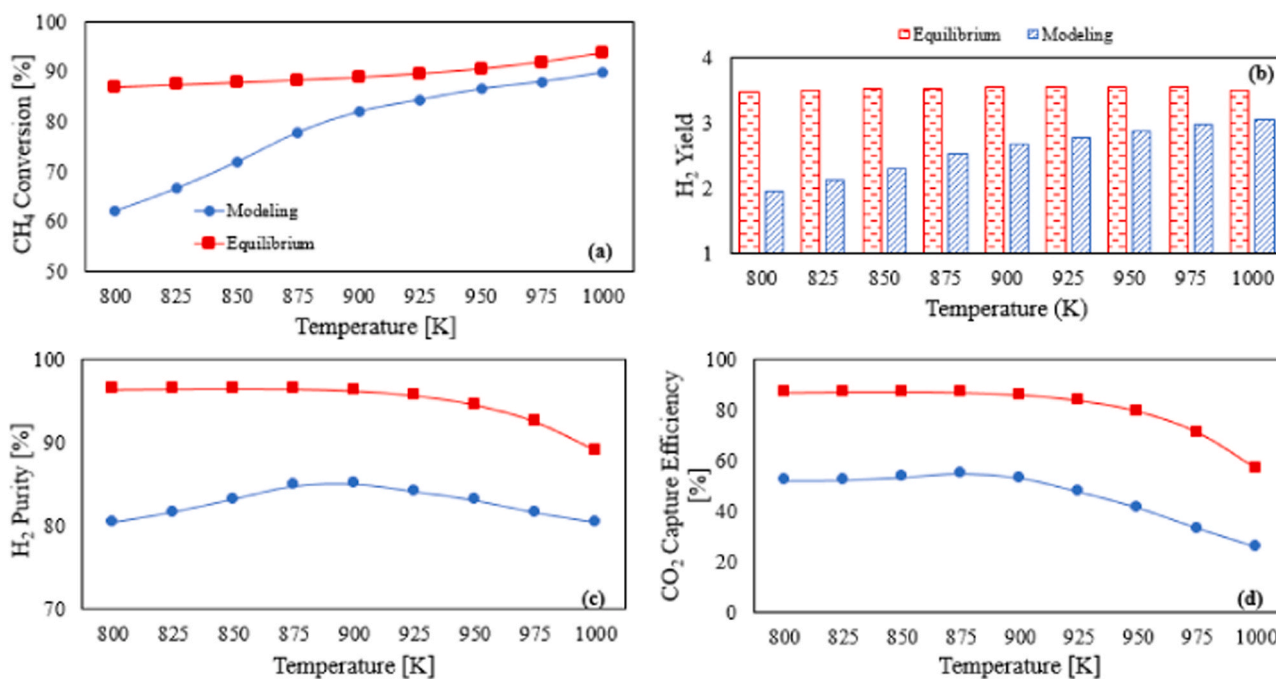 100
90
80
70
60
50
CH₄ Conversion [%]
Modeling
Equilibrium
(a)
800 825 850 875 900 925 950 975 1000
Temperature [K]
Equilibrium Modeling
(b)
4
3
2
1
H₂ Yield
800 825 850 875 900 925 950 975 1000
Temperature (K)
100
90
80
70
H₂ Purity [%]
(c)
800 825 850 875 900 925 950 975 1000
Temperature [K]
100
80
60
40
20
0
CO₂ Capture Efficiency
[%]
(d)
800 825 850 875 900 925 950 975 1000
Temperature [K]